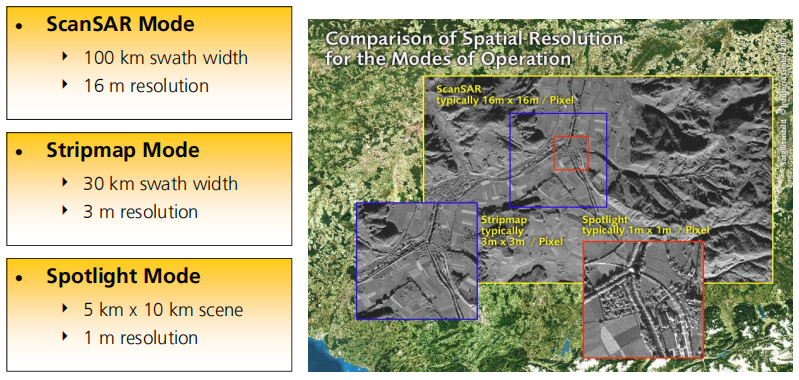 ScanSAR Mode
100 km swath width
16 m resolution
Stripmap Mode
30 km swath width
3 m resolution
Spotlight Mode
5 km x 10 km scene
1 m resolution
Comparison of Spatial Resolution
for the Modes of Operation
ScanSAR
typically 16m x 16m / Pixel
Stripmap
typically
3m x 3m / Pixel
Spotlight
typically 1m x 1m / Pixel